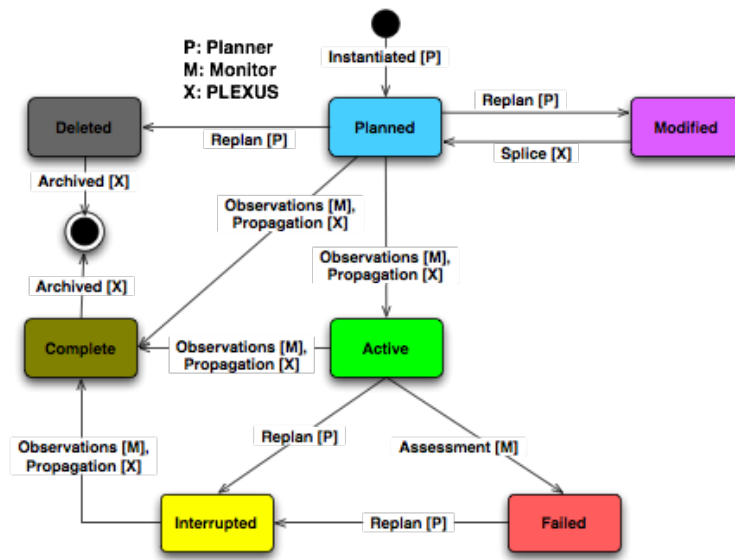 P: Planner
M: Monitor
X: PLEXUS
Instantiated [P]
Deleted
Replan [P]
Planned
Replan [P]
Splice [X]
Modified
Archived [X]
Observations [M],
Propagation [X]
Observations [M],
Propagation [X]
Archived [X]
Complete
Observations [M],
Propagation [X]
Active
Replan [P]
Assessment [M]
Observations [M],
Propagation [X]
Interrupted
Replan [P]
Failed